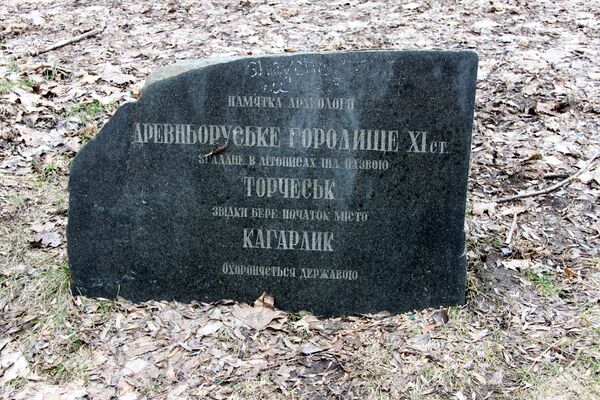 ПАМЯТКА АРХЕОЛОГІЇ
ДРЕВНЬОРУСЬКЕ ГОРОДИЩЕ XI ст.
ЗГАДАНЕ В ЛІТОПИСАХ ПІД НАЗВОЮ
ТОРЧЕСЬК
ЗВІДКИ БЕРЕ ПОЧАТОК МІСТО
КАГАРЛИК
ОХОРОНЯЄТЬСЯ ДЕРЖАВОЮ